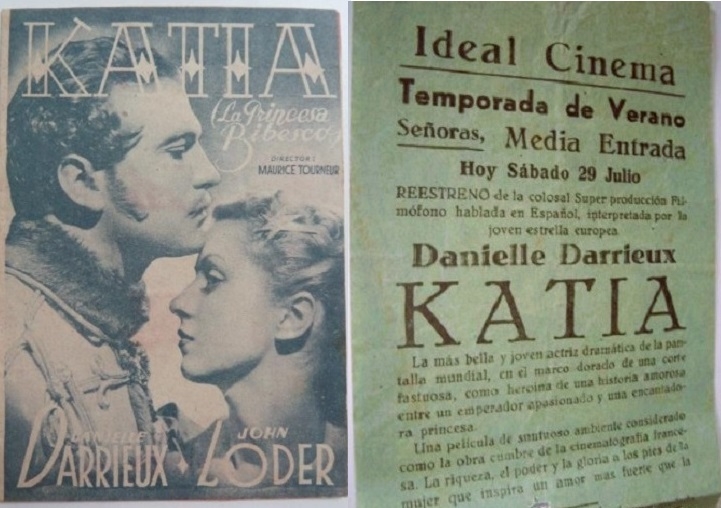 KATIA
(La Princesa
Bibesco)
DIRECTOR:
MAURICE TOURNEUR
DANIELLE
DARRIEUX
JOHN
LODER
Ideal Cinema
Temporada de Verano
Señoras, Media Entrada
Hoy Sábado 29 Julio
REESTRENO de la colosal Super producción Fil-
mófono hablada en Español, interpretada por la
joven estrella europea
Danielle Darrieux
KATIA
La más bella y joven actriz dramática de la pan-
talla mundial, en el marco dorado de una corte
fastuosa, como heroina de una historia amorosa
entre un emperador apasionado y una encantado-
ra princesa.
Una película de suntuoso ambiente considerado
como la obra cumbre de la cinematografía france-
sa. La riqueza, el poder y la gloria a los pies de la
mujer que inspira un amor mas fuerte que la